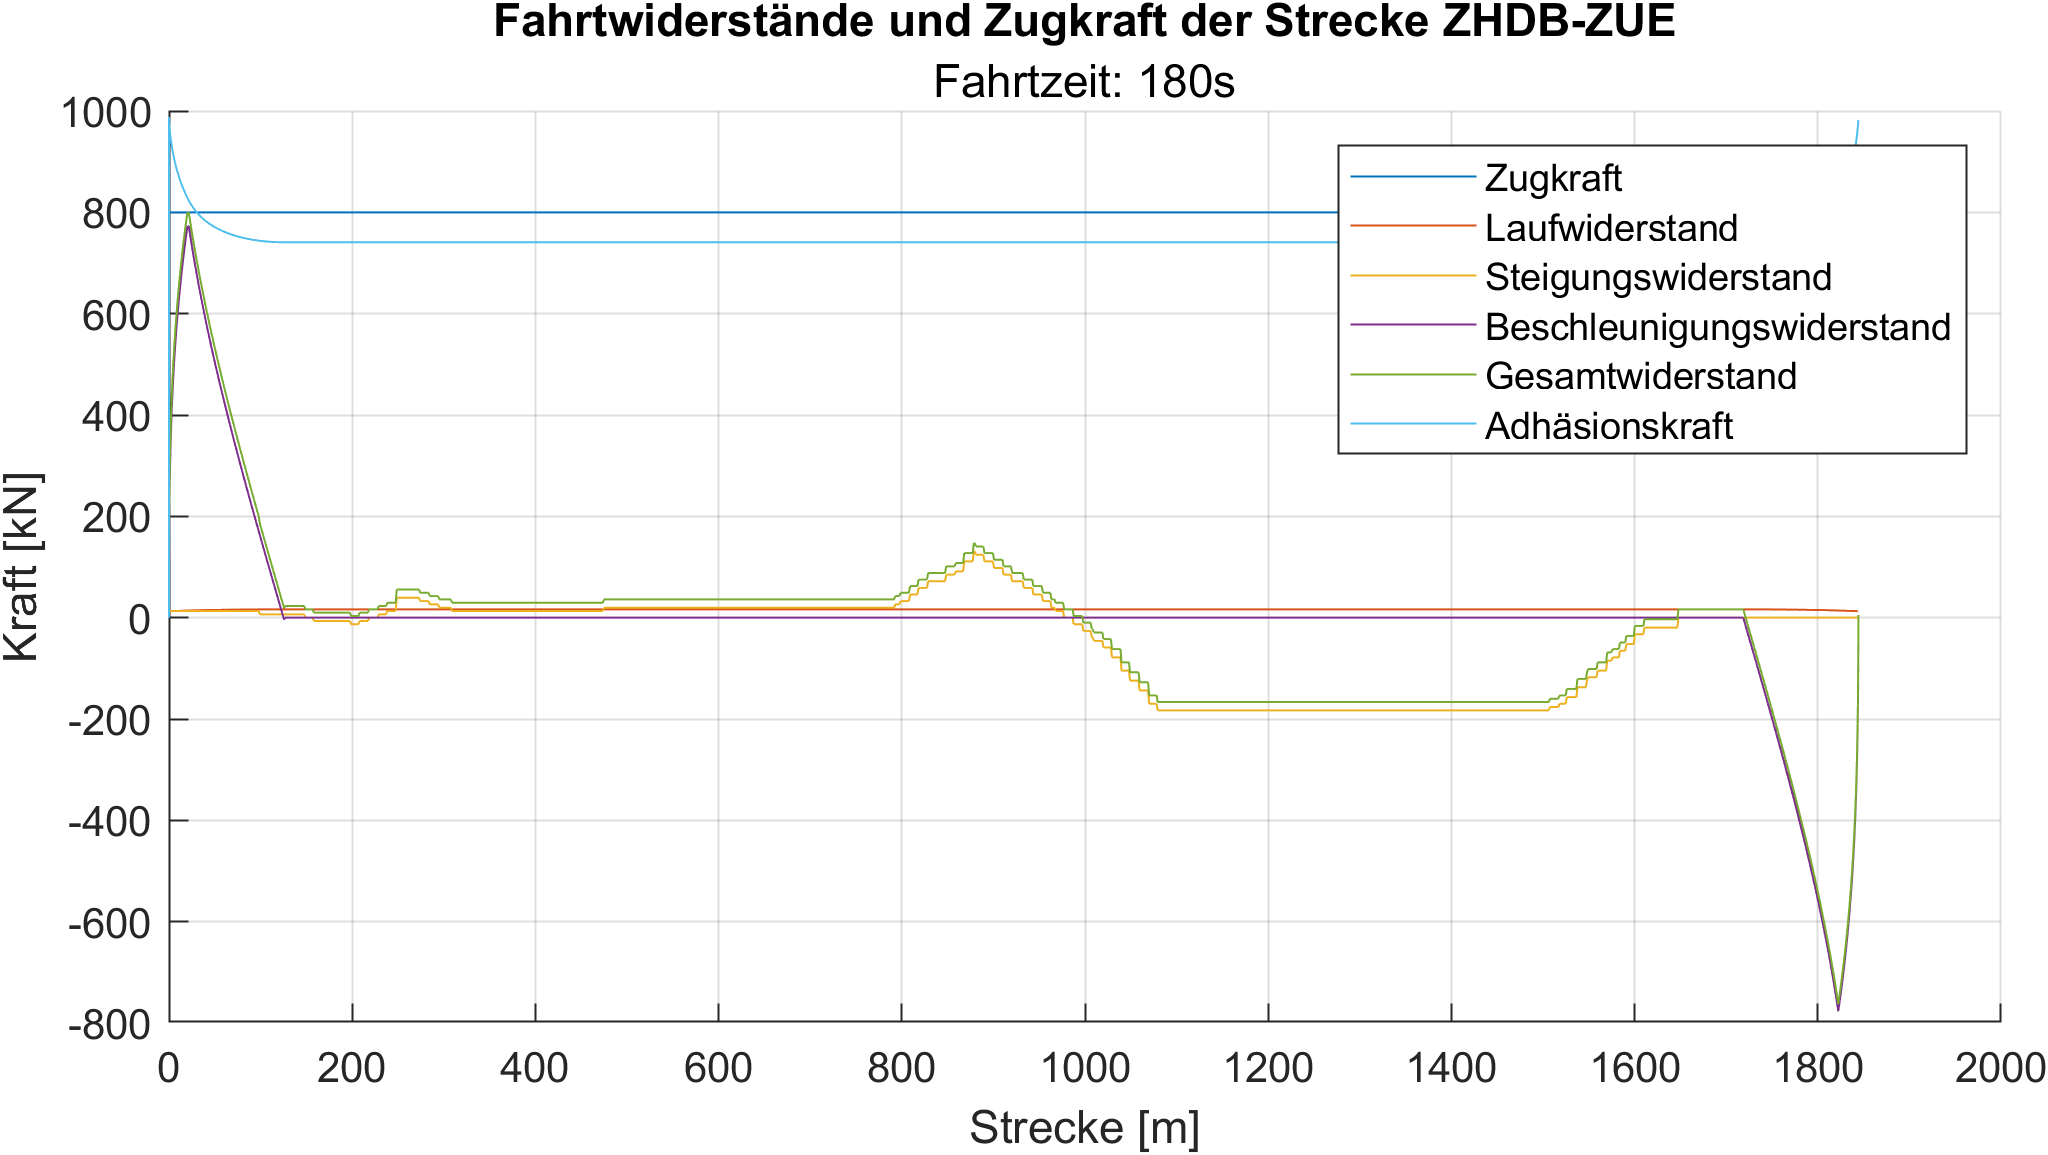 Fahrtwiderstände und Zugkraft der Strecke ZHDB-ZUE
Fahrtzeit: 180s
1000
800
600
400
200
0
-200
-400
-600
-800
Kraft [kN]
Zugkraft
Laufwiderstand
Steigungswiderstand
Beschleunigungswiderstand
Gesamtwiderstand
Adhäsionskraft
0 200 400 600 800 1000 1200 1400 1600 1800 2000
Strecke [m]